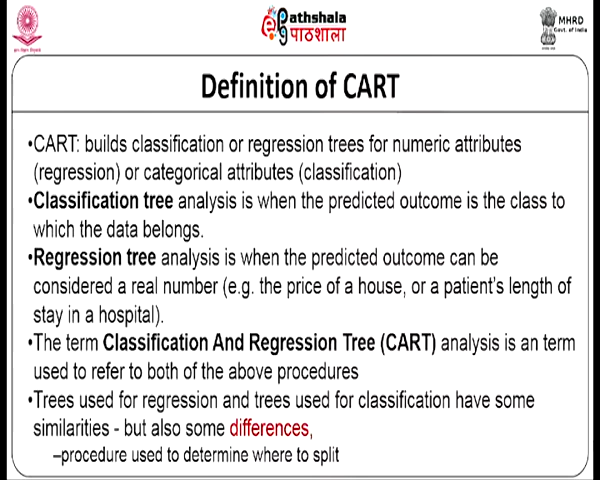 Pathshala
पाठशाला
MHRD
Govt. of India
Definition of CART
•CART: builds classification or regression trees for numeric attributes
(regression) or categorical attributes (classification)
•Classification tree analysis is when the predicted outcome is the class to
which the data belongs.
•Regression tree analysis is when the predicted outcome can be
considered a real number (e.g. the price of a house, or a patient's length of
stay in a hospital).
•The term Classification And Regression Tree (CART) analysis is an term
used to refer to both of the above procedures
•Trees used for regression and trees used for classification have some
similarities - but also some differences,
–procedure used to determine where to split